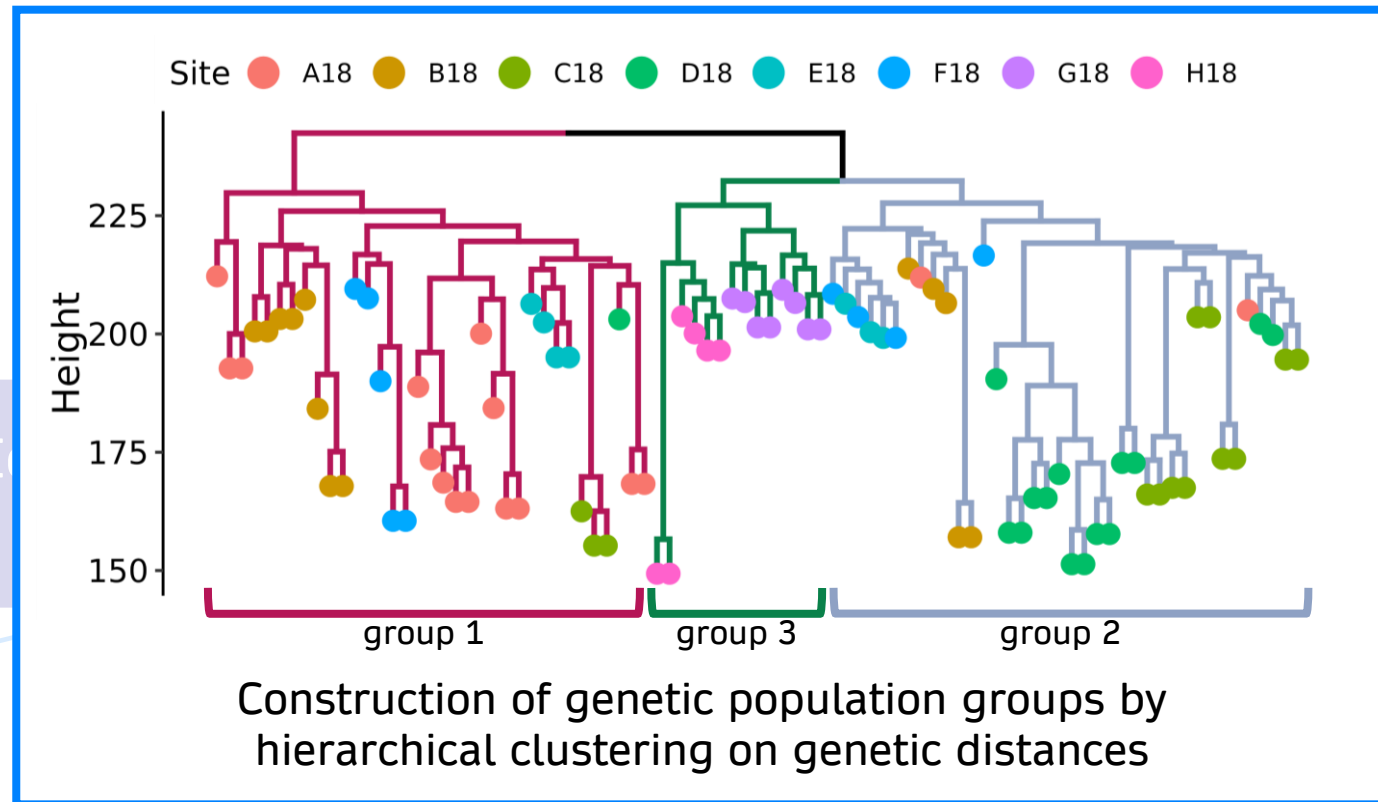 Site A18 B18 C18 D18 E18 F18 G18 H18
Height
225
200
175
150
group 1 group 3 group 2
Construction of genetic population groups by
hierarchical clustering on genetic distances